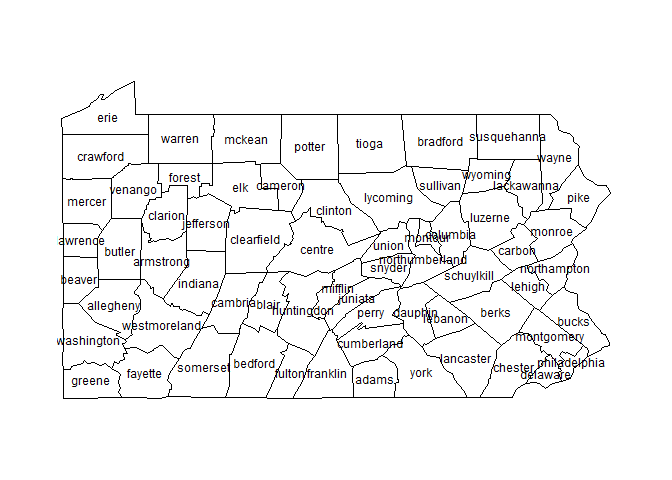 erie
warren
mckean
potter
tioga
bradford
susquehanna
wayne
crawford
forest
venango
elk
cameron
sullivan
wyoming
lackawanna
mercer
clarion
jefferson
clinton
lycoming
luzerne
pike
monroe
awrence
butler
armstrong
clearfield
centre
union
montour
columbia
carbon
northumberland
snyder
schuylkill
northampton
beaver
indiana
mifflin
juniata
lehigh
allegheny
cambria
blair
huntingdon
perry
dauphin
lebanon
berks
bucks
westmoreland
washington
cumberland
montgomery
greene
fayette
somerset
bedford
fulton
franklin
adams
york
lancaster
chester
philadelphia
delaware